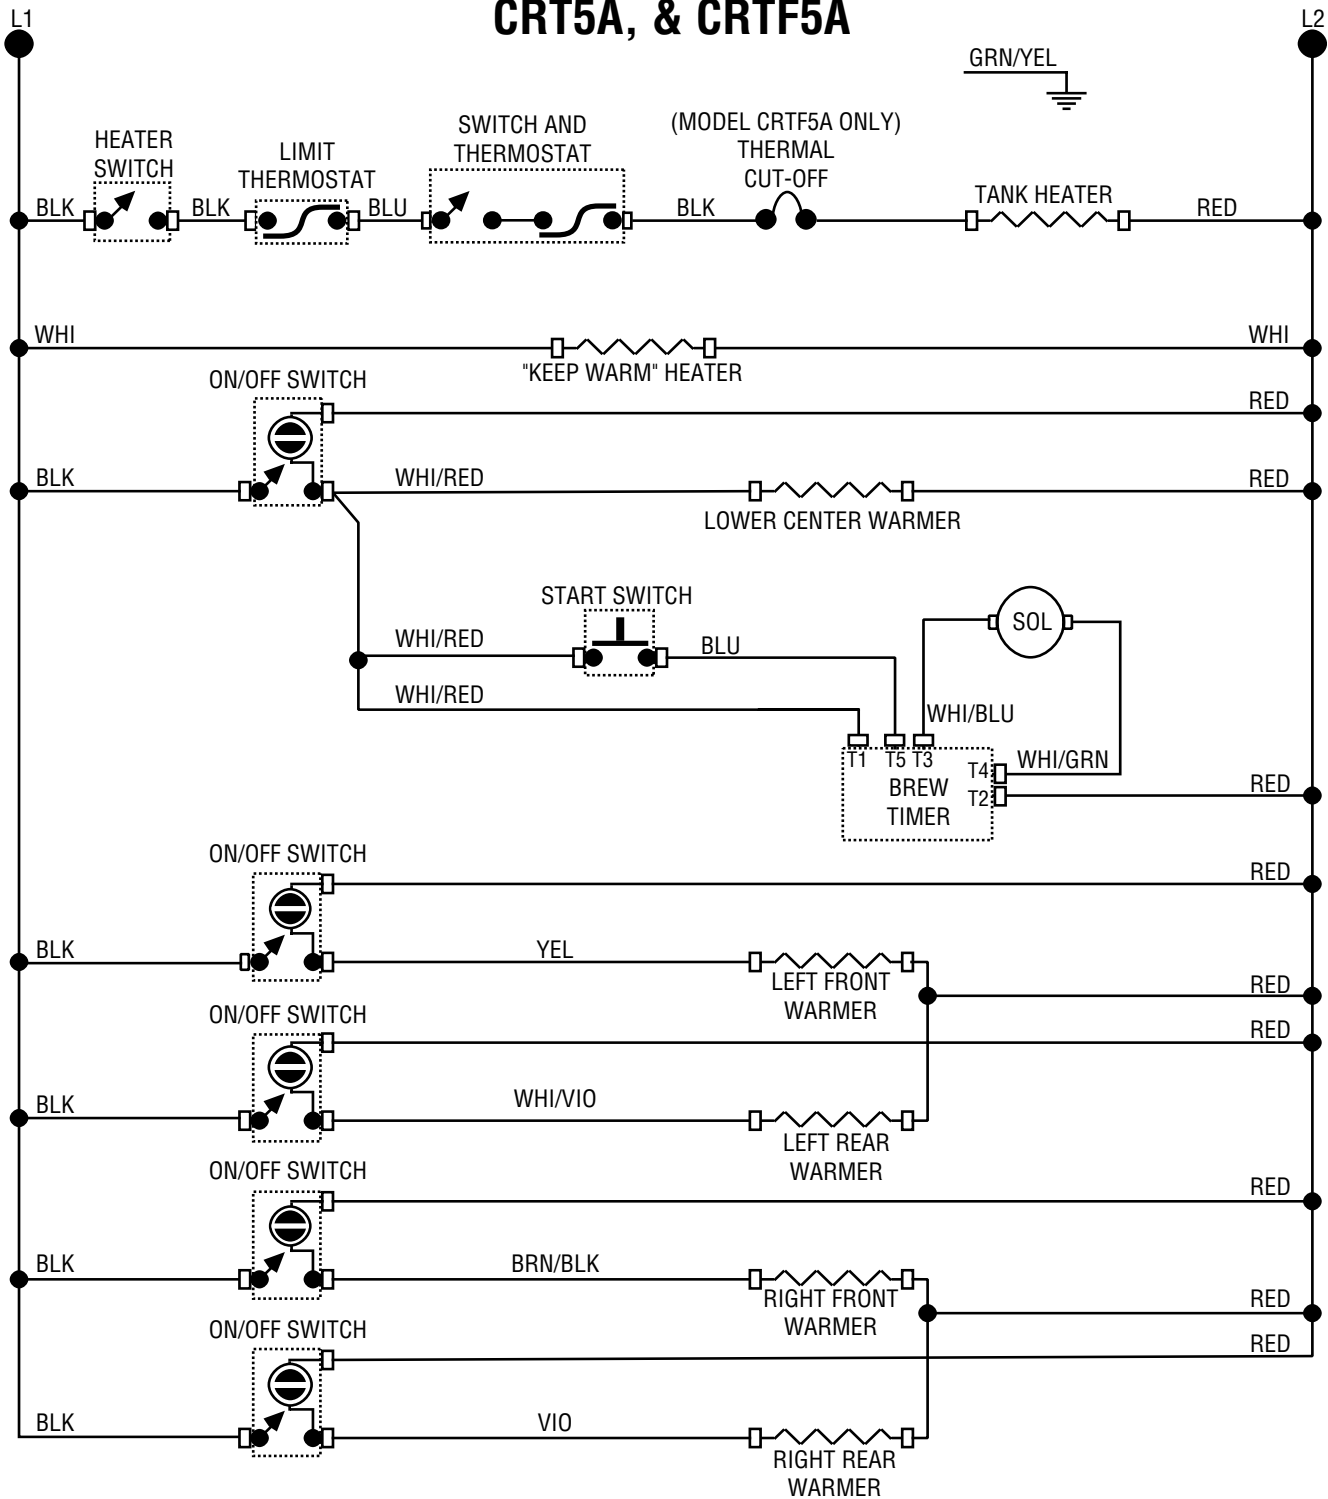 CRT5A, & CRTF5A
L1
L2
GRN/YEL
HEATER
SWITCH
LIMIT
THERMOSTAT
SWITCH AND
THERMOSTAT
(MODEL CRTF5A ONLY)
THERMAL
CUT-OFF
TANK HEATER
BLK
BLK
BLU
BLK
RED
WHI
WHI
"KEEP WARM" HEATER
ON/OFF SWITCH
RED
BLK
WHI/RED
RED
LOWER CENTER WARMER
START SWITCH
SOL
WHI/RED
BLU
WHI/RED
WHI/BLU
T1
T5
T3
WHI/GRN
T4
BREW
TIMER
T2
RED
ON/OFF SWITCH
RED
BLK
YEL
LEFT FRONT
WARMER
RED
ON/OFF SWITCH
RED
BLK
WHI/VIO
LEFT REAR
WARMER
ON/OFF SWITCH
RED
BLK
BRN/BLK
RIGHT FRONT
WARMER
RED
ON/OFF SWITCH
RED
BLK
VIO
RIGHT REAR
WARMER